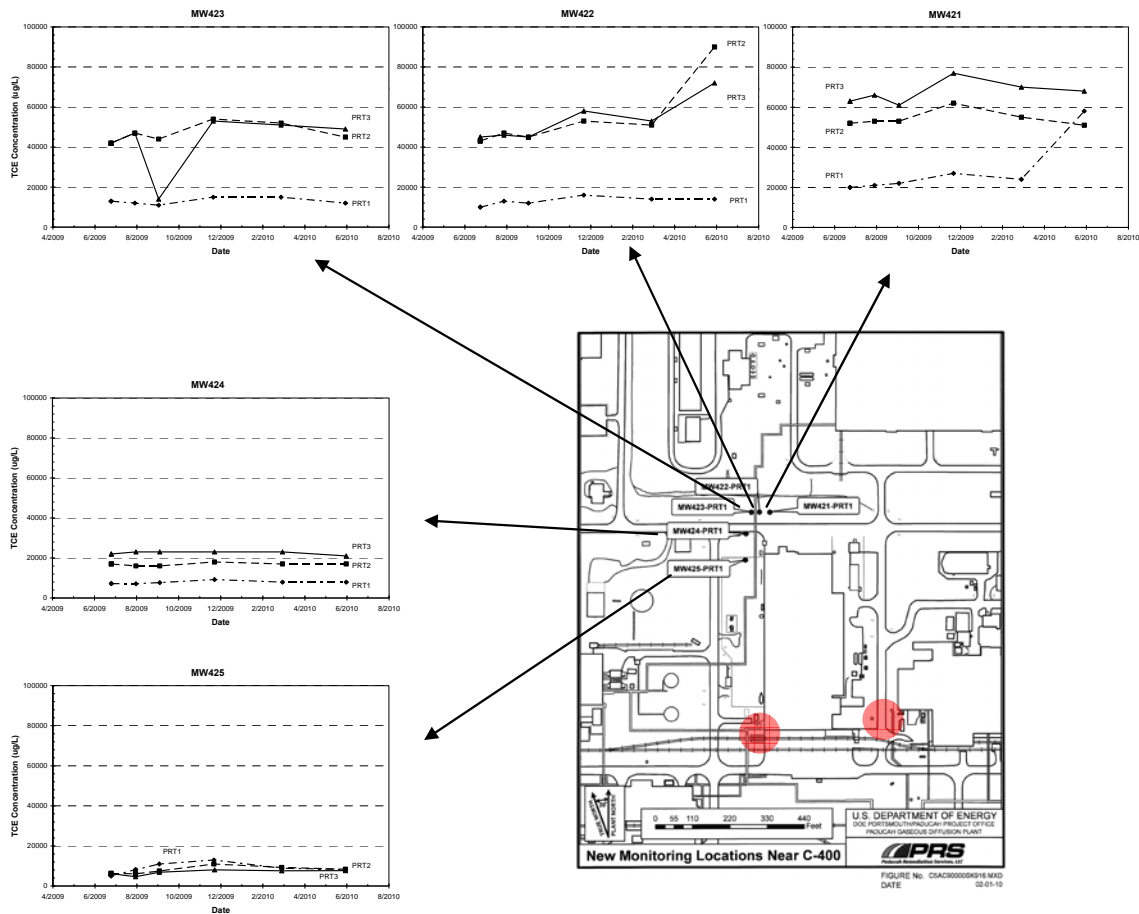 MW423
TCE Concentration (ug/L)
100000
80000
60000
40000
20000
0
PRT3
PRT2
PRT1
4/2009 6/2009 8/2009 10/2009 12/2009 2/2010 4/2010 6/2010 8/2010
Date
MW422
100000
80000
60000
40000
20000
0
PRT2
PRT3
PRT1
4/2009 6/2009 8/2009 10/2009 12/2009 2/2010 4/2010 6/2010 8/2010
Date
MW421
100000
80000
60000
40000
20000
0
PRT3
PRT2
PRT1
4/2009 6/2009 8/2009 10/2009 12/2009 2/2010 4/2010 6/2010 8/2010
Date
MW424
TCE Concentration (ug/L)
100000
80000
60000
40000
20000
0
PRT3
PRT2
PRT1
4/2009 6/2009 8/2009 10/2009 12/2009 2/2010 4/2010 6/2010 8/2010
Date
MW425
TCE Concentration (ug/L)
100000
80000
60000
40000
20000
0
PRT1
PRT2
PRT3
4/2009 6/2009 8/2009 10/2009 12/2009 2/2010 4/2010 6/2010 8/2010
Date
MW422-PRT1
MW423-PRT1
MW421-PRT1
MW424-PRT1
MW425-PRT1
TRUE NORTH
PLANT NORTH
0 55 110 220 330 440
Feet
U.S. DEPARTMENT OF ENERGY
DOE PORTSMOUTH/PADUCAH PROJECT OFFICE
PADUCAH GASEOUS DIFFUSION PLANT
New Monitoring Locations Near C-400
PRS
Paducah Remediation Services, LLC
FIGURE No. C5AC90000SK916.MXD
DATE 02-01-10